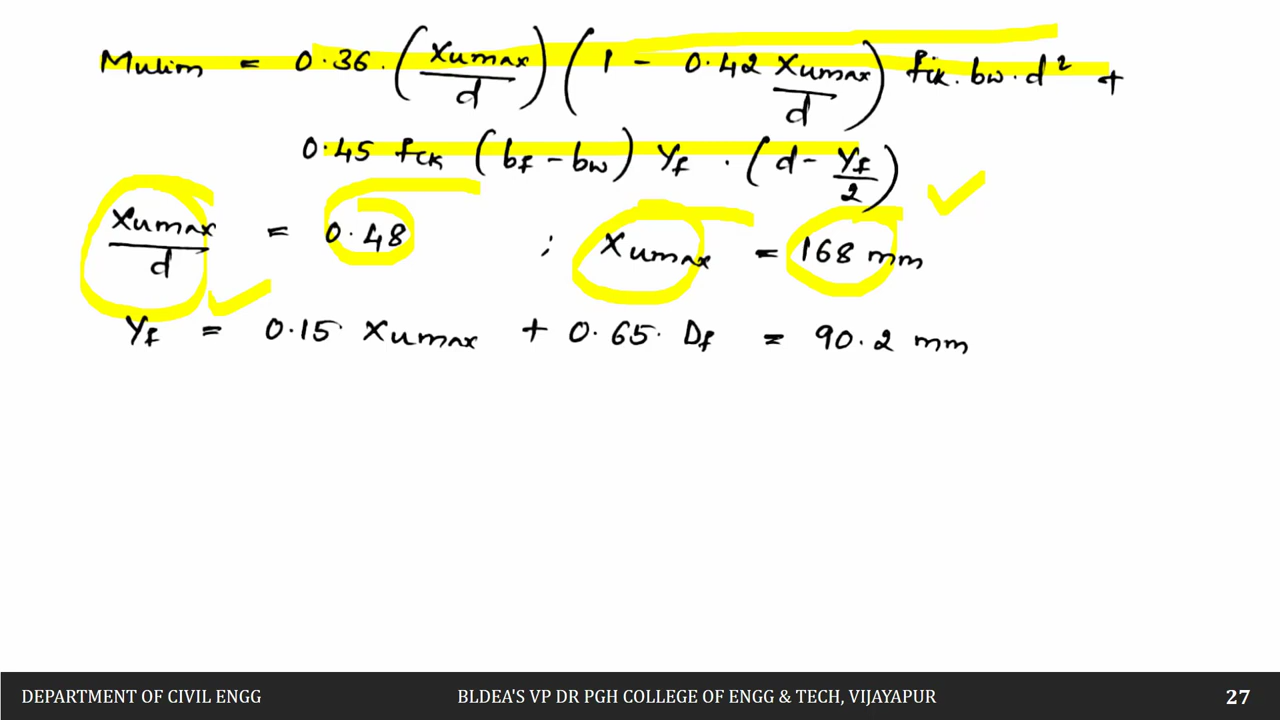 Mulim = 0.36. (xumax/d) (1 - 0.42 xumax/d) fck. bw. d² +
0.45 fck (bf - bw) Yf . (d - Yf/2)
xumax/d = 0.48 ; xumax = 168 mm
Yf = 0.15 xumax + 0.65. Df = 90.2 mm
DEPARTMENT OF CIVIL ENGG BLDEA'S VP DR PGH COLLEGE OF ENGG & TECH, VIJAYAPUR 27